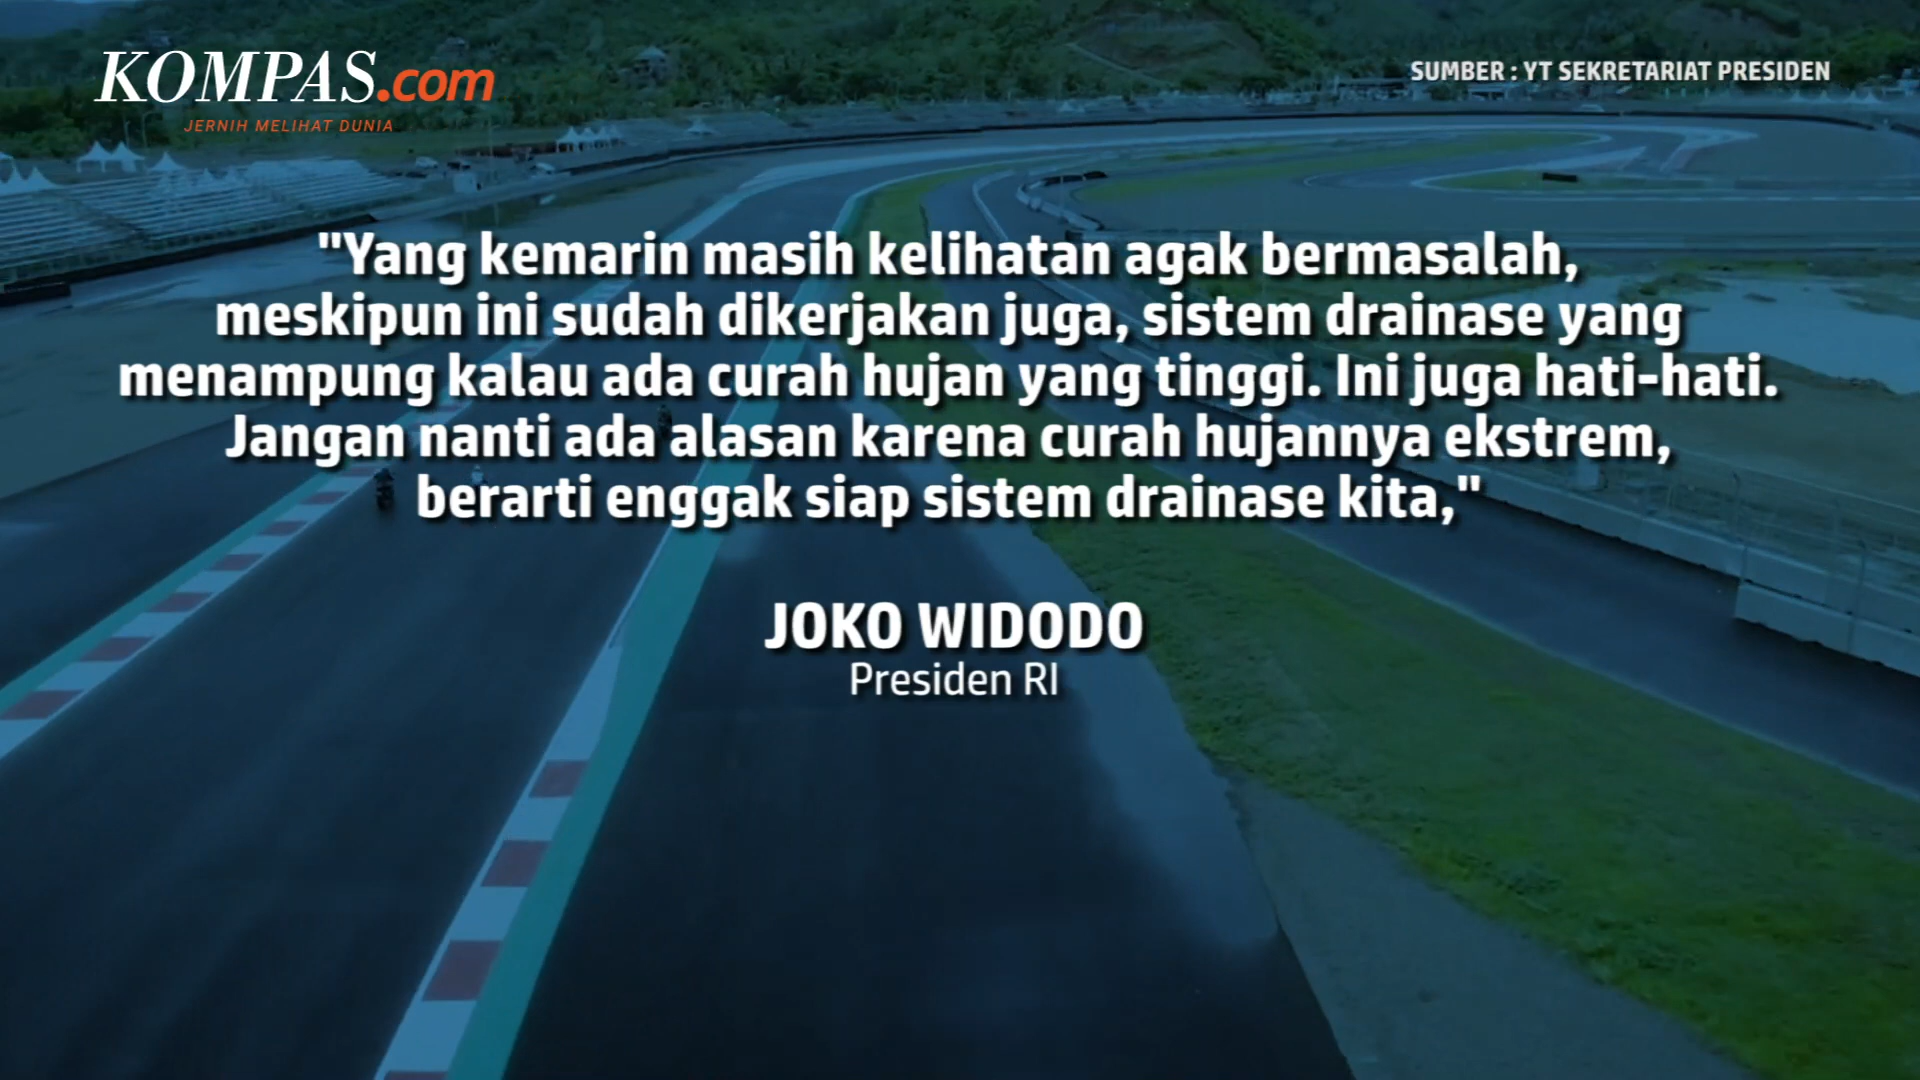 KOMPAS.com
JERNIH MELIHAT DUNIA
SUMBER : YT SEKRETARIAT PRESIDEN
"Yang kemarin masih kelihatan agak bermasalah,
meskipun ini sudah dikerjakan juga, sistem drainase yang
menampung kalau ada curah hujan yang tinggi. Ini juga hati-hati.
Jangan nanti ada alasan karena curah hujannya ekstrem,
berarti enggak siap sistem drainase kita,"
JOKO WIDODO
Presiden RI